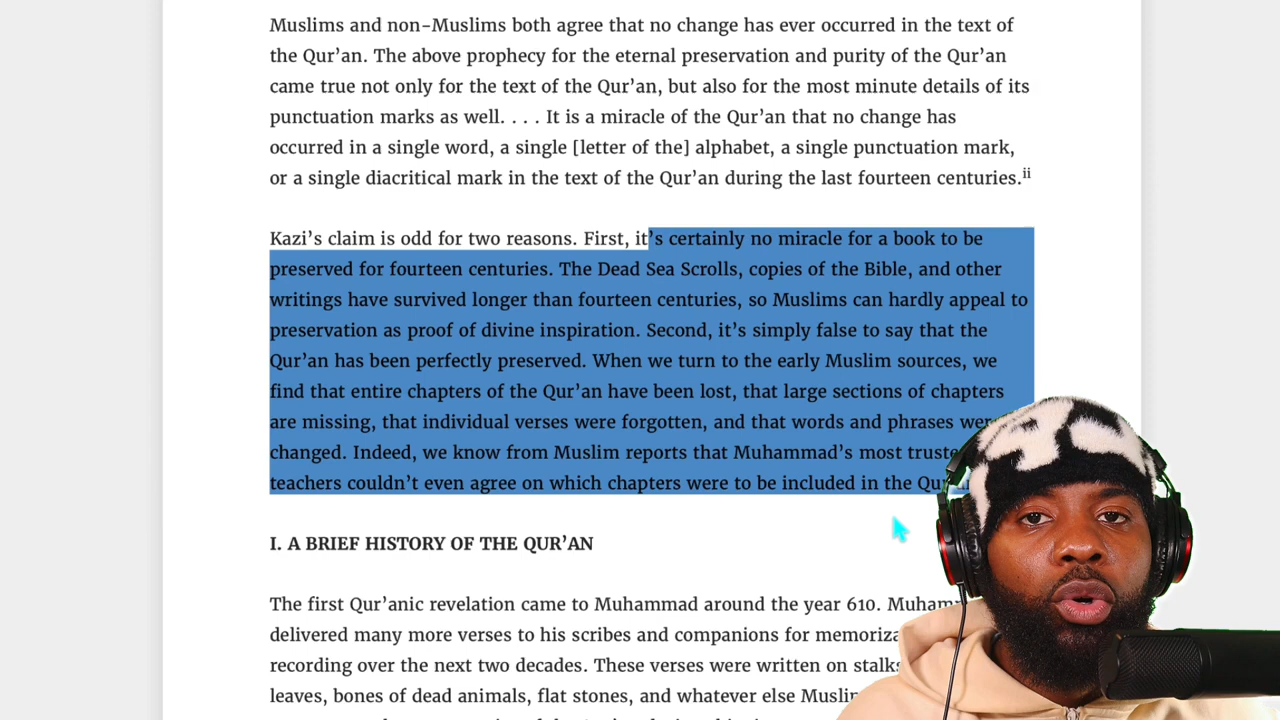 Muslims and non-Muslims both agree that no change has ever occurred in the text of
the Qur’an. The above prophecy for the eternal preservation and purity of the Qur’an
came true not only for the text of the Qur’an, but also for the most minute details of its
punctuation marks as well. . . . It is a miracle of the Qur’an that no change has
occurred in a single word, a single [letter of the] alphabet, a single punctuation mark,
or a single diacritical mark in the text of the Qur’an during the last fourteen centuries.ii
Kazi’s claim is odd for two reasons. First, it’s certainly no miracle for a book to be
preserved for fourteen centuries. The Dead Sea Scrolls, copies of the Bible, and other
writings have survived longer than fourteen centuries, so Muslims can hardly appeal to
preservation as proof of divine inspiration. Second, it’s simply false to say that the
Qur’an has been perfectly preserved. When we turn to the early Muslim sources, we
find that entire chapters of the Qur’an have been lost, that large sections of chapters
are missing, that individual verses were forgotten, and that words and phrases wer
changed. Indeed, we know from Muslim reports that Muhammad’s most truste
teachers couldn’t even agree on which chapters were to be included in the Qur
I. A BRIEF HISTORY OF THE QUR’AN
The first Qur’anic revelation came to Muhammad around the year 610. Muhamm
delivered many more verses to his scribes and companions for memoriza
recording over the next two decades. These verses were written on stalks
leaves, bones of dead animals, flat stones, and whatever else Muslim